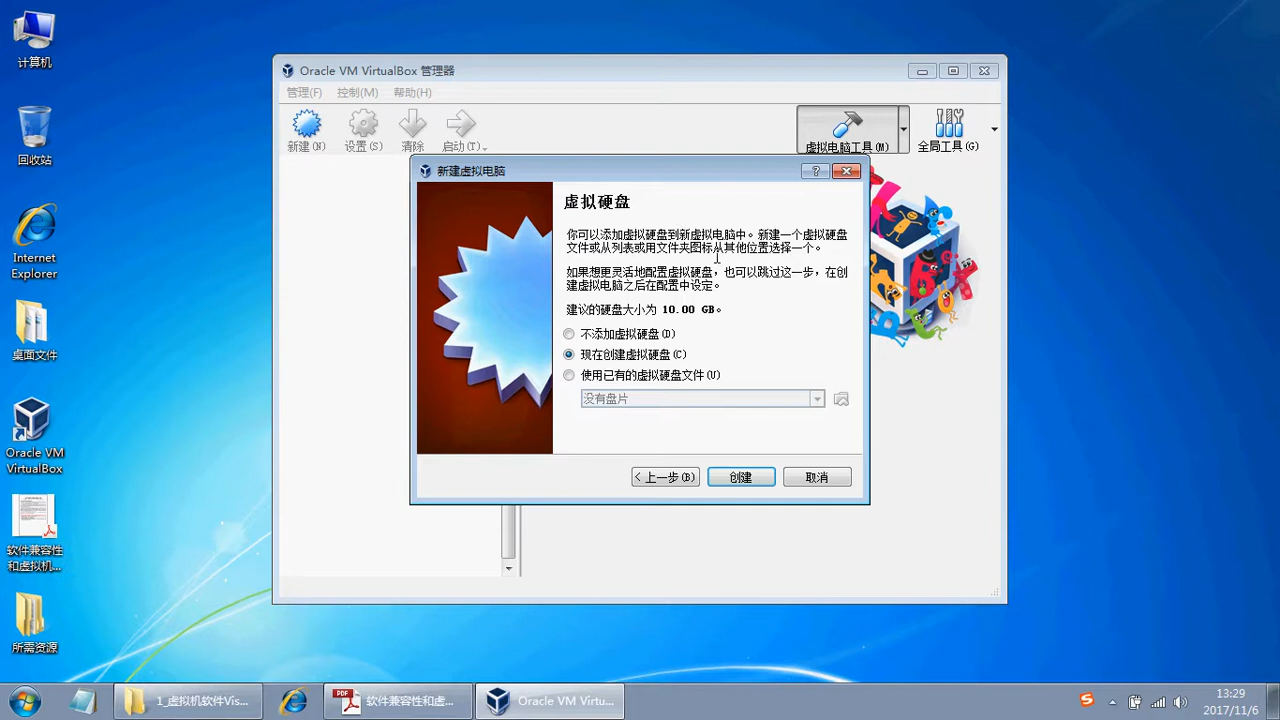 计算机
回收站
Internet
Explorer
桌面文件
Oracle VM
VirtualBox
软件兼容性
和虚拟机...
所需资源
Oracle VM VirtualBox 管理器
管理(F)
控制(M)
帮助(H)
新建(N)
设置(S)
清除
启动(T)
虚拟电脑工具(M)
全局工具(G)
新建虚拟电脑
?
虚拟硬盘
你可以添加虚拟硬盘到新虚拟电脑中。新建一个虚拟硬盘
文件或从列表或用文件夹图标从其他位置选择一个。
如果想更灵活地配置虚拟硬盘，也可以跳过这一步，在创
建虚拟电脑之后在配置中设定。
建议的硬盘大小为 10.00 GB。
不添加虚拟硬盘(D)
现在创建虚拟硬盘(C)
使用已有的虚拟硬盘文件(U)
没有盘片
< 上一步(B)
创建
取消
1_虚拟机软件Vis...
PDF
软件兼容性和虚...
Oracle VM Virtu...
S
13:29
2017/11/6